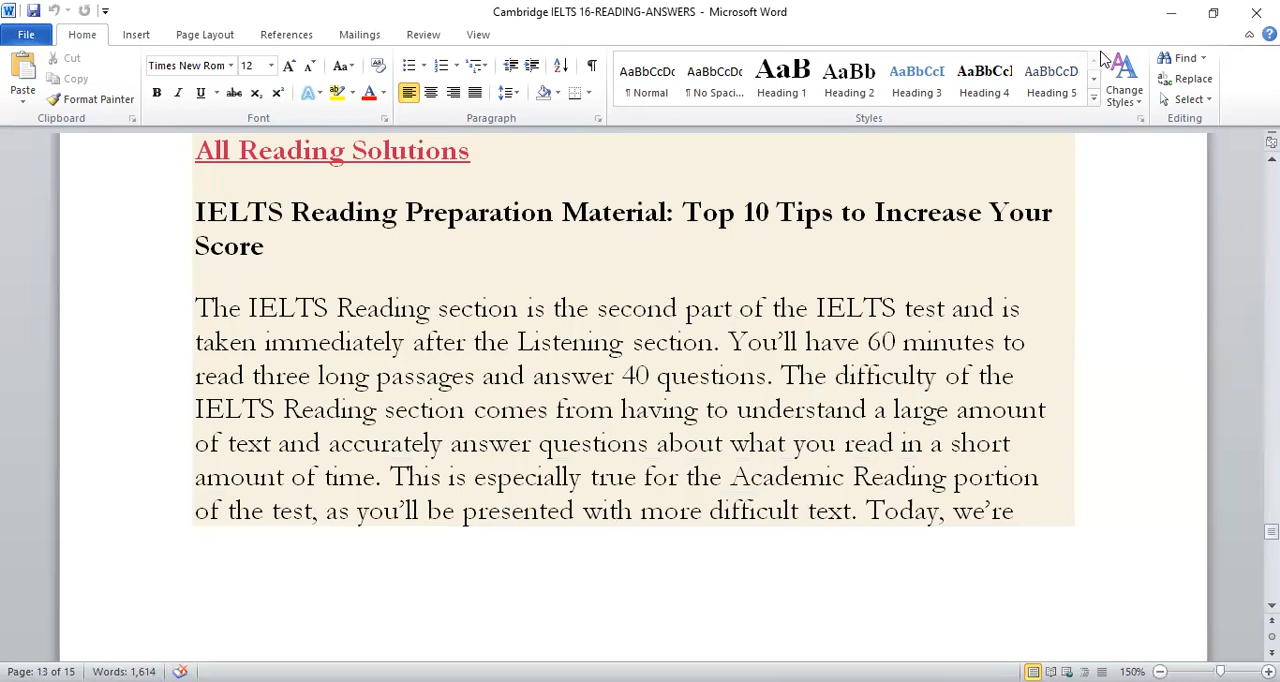 Cambridge IELTS 16-READING-ANSWERS - Microsoft Word
File Home Insert Page Layout References Mailings Review View
Cut
Copy
Format Painter
Paste
Times New Rom 12
AaBbCcDc AaBbCcDc AaB AaBb AaBbCcI AaBbCcI AaBbCcD
¶ Normal ¶ No Spaci... Heading 1 Heading 2 Heading 3 Heading 4 Heading 5
Change Styles
Find
Replace
Select
Clipboard Font Paragraph Styles Editing
All Reading Solutions
IELTS Reading Preparation Material: Top 10 Tips to Increase Your
Score
The IELTS Reading section is the second part of the IELTS test and is
taken immediately after the Listening section. You’ll have 60 minutes to
read three long passages and answer 40 questions. The difficulty of the
IELTS Reading section comes from having to understand a large amount
of text and accurately answer questions about what you read in a short
amount of time. This is especially true for the Academic Reading portion
of the test, as you’ll be presented with more difficult text. Today, we’re
Page: 13 of 15 Words: 1,614 150%